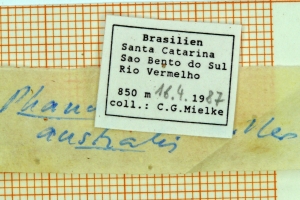 Brasilien
Santa Catarina
Sao Bento do Sul
Rio Vermelho
850 m 16.4.1987
coll.: C.G.Mielke
australis